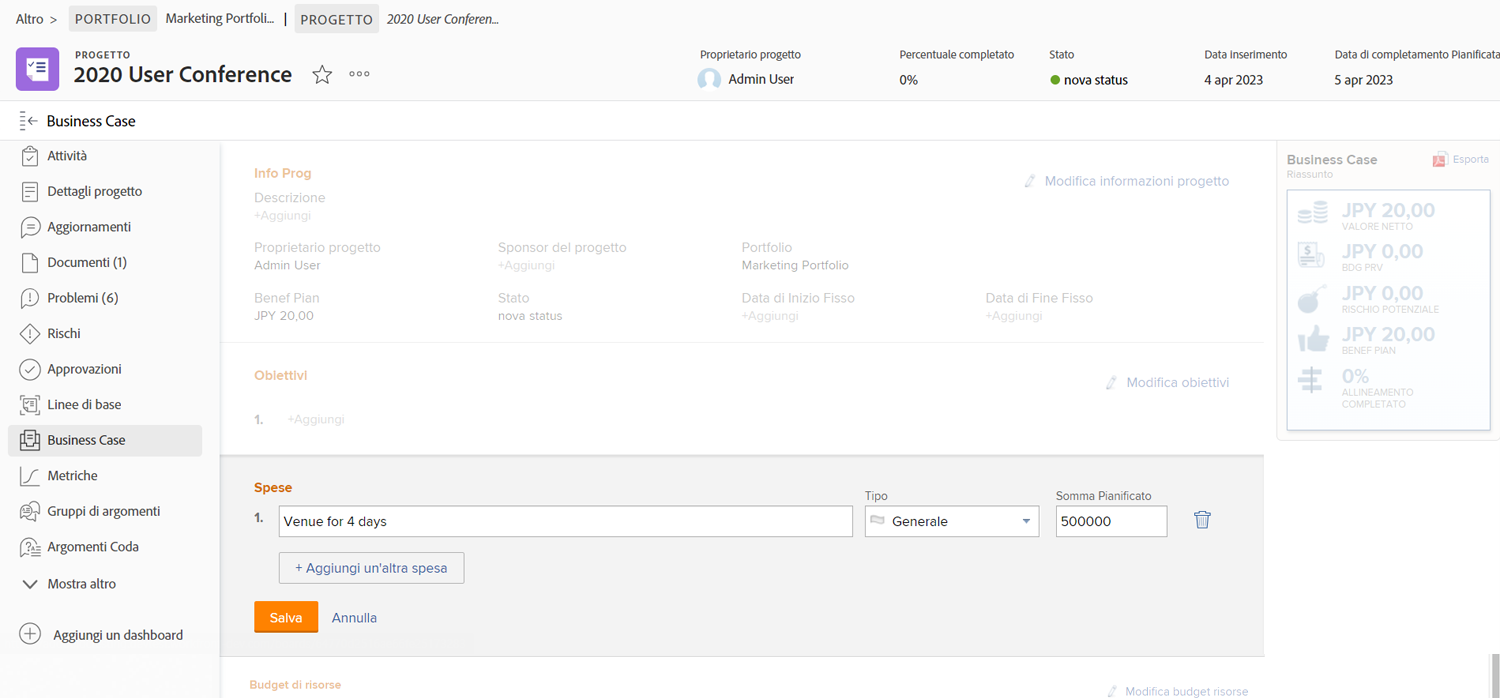 Altro > PORTFOLIO Marketing Portfoli... | PROGETTO 2020 User Conferen...
PROGETTO
2020 User Conference
Proprietario progetto
Admin User
Percentuale completato
0%
Stato
nova status
Data inserimento
4 apr 2023
Data di completamento Pianificata
5 apr 2023
Business Case
Attività
Dettagli progetto
Aggiornamenti
Documenti (1)
Problemi (6)
Rischi
Approvazioni
Linee di base
Business Case
Metriche
Gruppi di argomenti
Argomenti Coda
Mostra altro
Aggiungi un dashboard
Info Prog
Modifica informazioni progetto
Descrizione
+Aggiungi
Proprietario progetto
Admin User
Sponsor del progetto
+Aggiungi
Portfolio
Marketing Portfolio
Benef Pian
JPY 20,00
Stato
nova status
Data di Inizio Fisso
+Aggiungi
Data di Fine Fisso
+Aggiungi
Obiettivi
Modifica obiettivi
1. +Aggiungi
Spese
1. Venue for 4 days
Tipo
Generale
Somma Pianificato
500000
+ Aggiungi un'altra spesa
Salva Annulla
Budget di risorse
Modifica budget risorse
Business Case
Riassunto
Esporta
JPY 20,00
VALORE NETTO
JPY 0,00
BDG PRV
JPY 0,00
RISCHIO POTENZIALE
JPY 20,00
BENEF PIAN
0%
ALLINEAMENTO
COMPLETATO